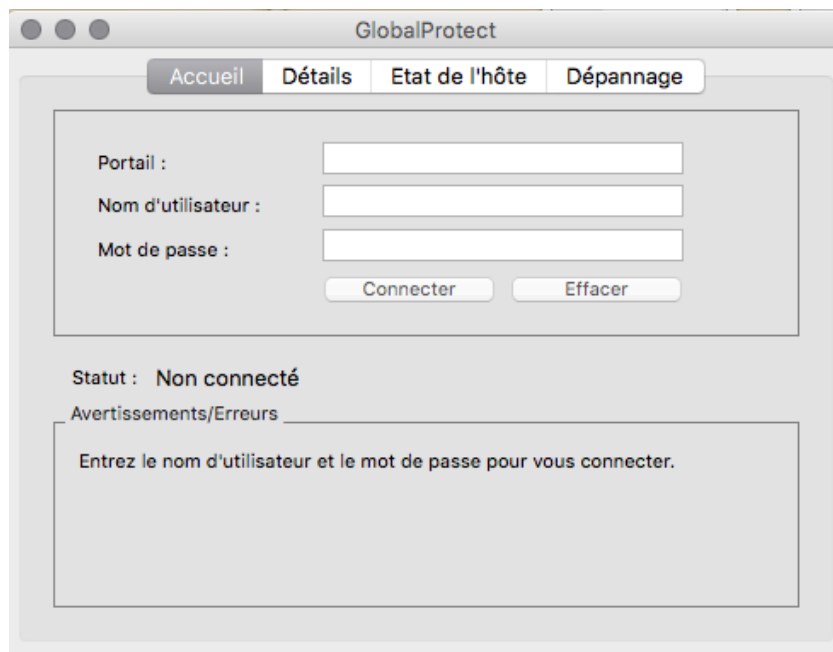 GlobalProtect
Accueil Détails Etat de l'hôte Dépannage
Portail :
Nom d'utilisateur :
Mot de passe :
Connecter Effacer
Statut : Non connecté
Avertissements/Erreurs
Entrez le nom d'utilisateur et le mot de passe pour vous connecter.